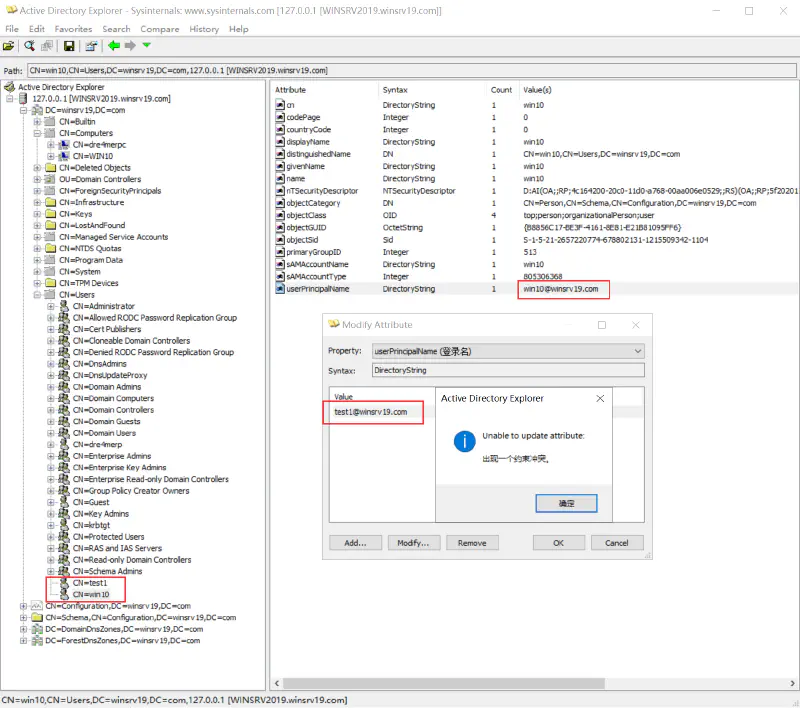 Active Directory Explorer - Sysinternals: www.sysinternals.com [127.0.0.1 [WINSRV2019.winsrv19.com]]
File Edit Favorites Search Compare History Help
Path: CN=win10,CN=Users,DC=winsrv19,DC=com,127.0.0.1 [WINSRV2019.winsrv19.com]
Active Directory Explorer
127.0.0.1 [WINSRV2019.winsrv19.com]
DC=winsrv19,DC=com
CN=Builtin
CN=Computers
CN=dre4merpc
CN=WIN10
CN=Deleted Objects
OU=Domain Controllers
CN=ForeignSecurityPrincipals
CN=Infrastructure
CN=Keys
CN=LostAndFound
CN=Managed Service Accounts
CN=NTDS Quotas
CN=Program Data
CN=System
CN=TPM Devices
CN=Users
CN=Administrator
CN=Allowed RODC Password Replication Group
CN=Cert Publishers
CN=Cloneable Domain Controllers
CN=Denied RODC Password Replication Group
CN=DnsAdmins
CN=DnsUpdateProxy
CN=Domain Admins
CN=Domain Computers
CN=Domain Controllers
CN=Domain Guests
CN=Domain Users
CN=dre4merp
CN=Enterprise Admins
CN=Enterprise Key Admins
CN=Enterprise Read-only Domain Controllers
CN=Group Policy Creator Owners
CN=Guest
CN=Key Admins
CN=krbtgt
CN=Protected Users
CN=RAS and IAS Servers
CN=Read-only Domain Controllers
CN=Schema Admins
CN=test1
CN=win10
CN=Configuration,DC=winsrv19,DC=com
CN=Schema,CN=Configuration,DC=winsrv19,DC=com
DC=DomainDnsZones,DC=winsrv19,DC=com
DC=ForestDnsZones,DC=winsrv19,DC=com
Attribute Syntax Count Value(s)
cn DirectoryString 1 win10
codePage Integer 1 0
countryCode Integer 1 0
displayName DirectoryString 1 win10
distinguishedName DN 1 CN=win10,CN=Users,DC=winsrv19,DC=com
givenName DirectoryString 1 win10
name DirectoryString 1 win10
nTSecurityDescriptor NTSecurityDescriptor 1 D:AI(OA;;RP;4c164200-20c0-11d0-a768-00aa006e0529;;RS)(OA;;RP;5f20201
objectCategory DN 1 CN=Person,CN=Schema,CN=Configuration,DC=winsrv19,DC=com
objectClass OID 4 top;person;organizationalPerson;user
objectGUID OctetString 1 {B8856C17-BE3F-4161-8E81-E21B81095FF6}
objectSid Sid 1 S-1-5-21-2657220774-678802131-1215509342-1104
primaryGroupID Integer 1 513
sAMAccountName DirectoryString 1 win10
sAMAccountType Integer 1 805306368
userPrincipalName DirectoryString 1 win10@winsrv19.com
Modify Attribute
Property: userPrincipalName (登录名)
Syntax: DirectoryString
Value
test1@winsrv19.com
Active Directory Explorer
Unable to update attribute:
出现一个约束冲突。
确定
Add... Modify... Remove OK Cancel
CN=win10,CN=Users,DC=winsrv19,DC=com,127.0.0.1 [WINSRV2019.winsrv19.com]